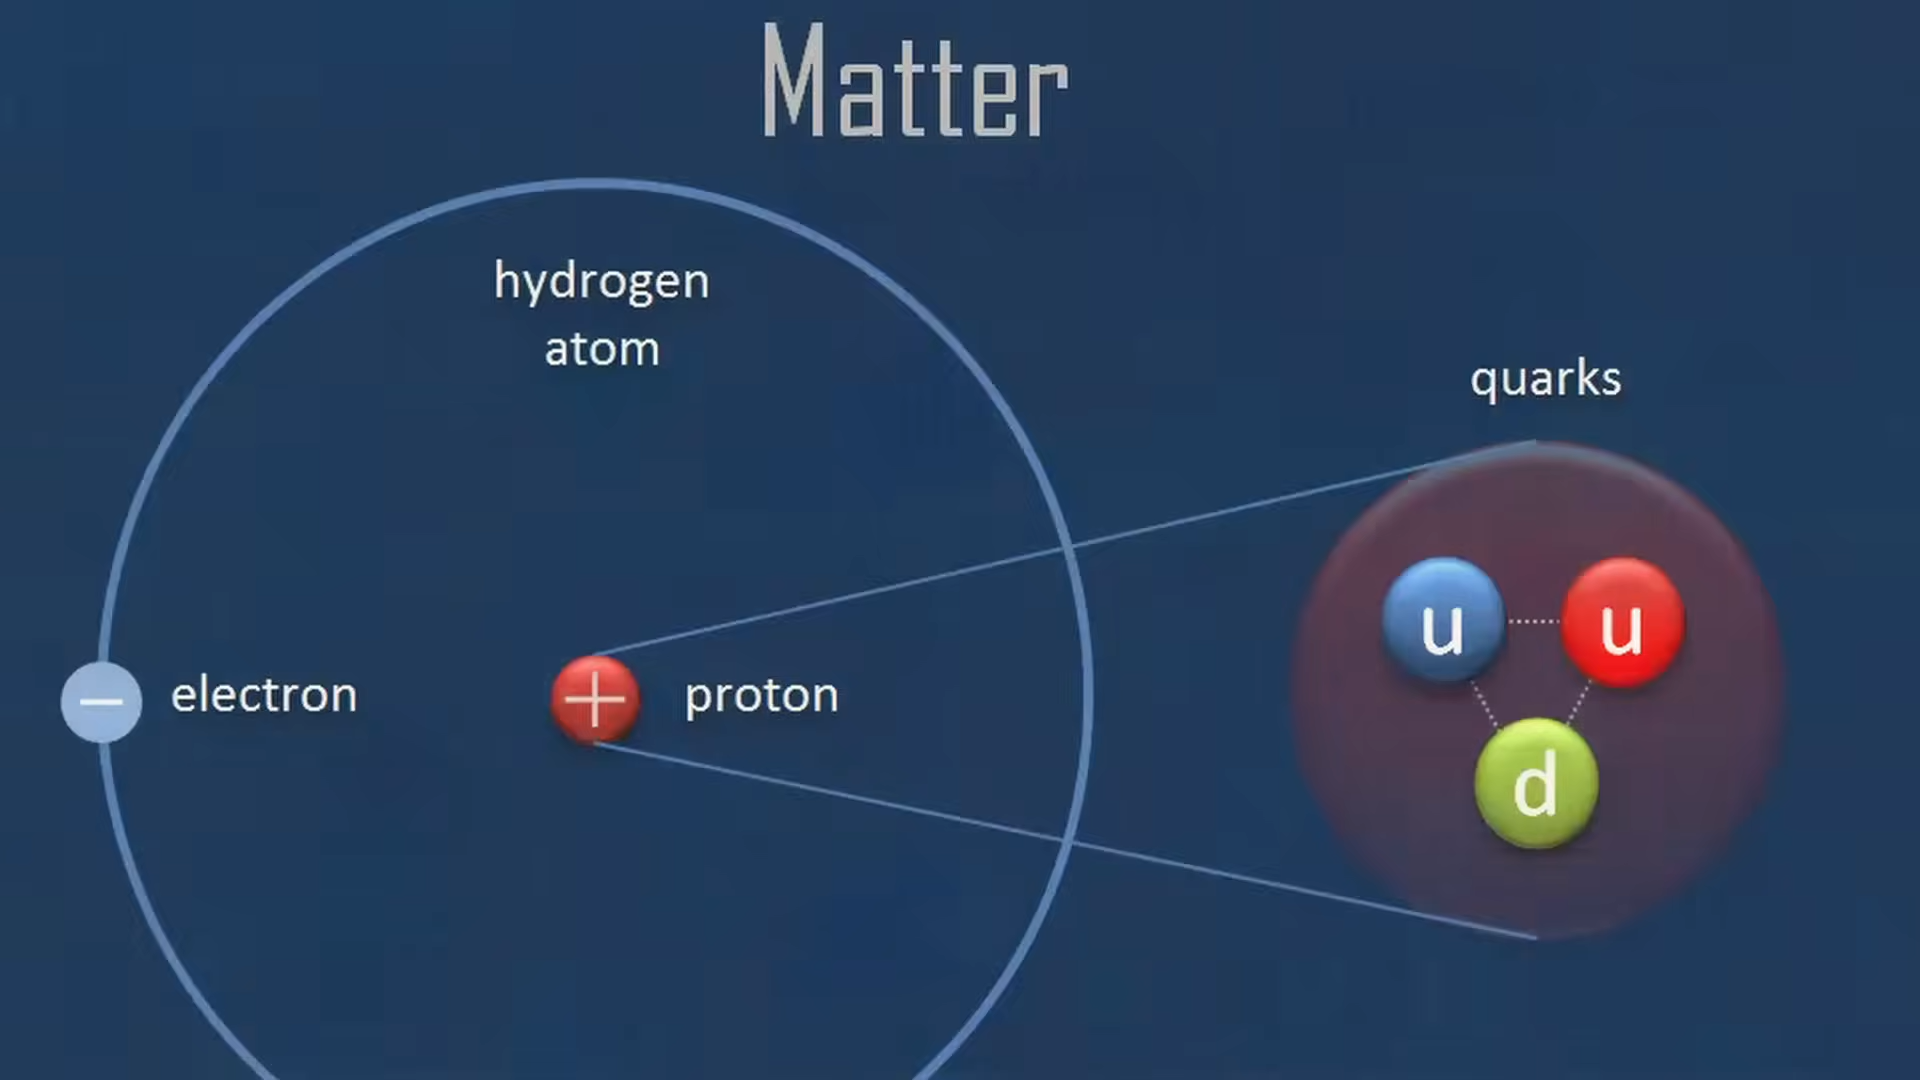 Matter
hydrogen
atom
quarks
u u
electron
proton
d